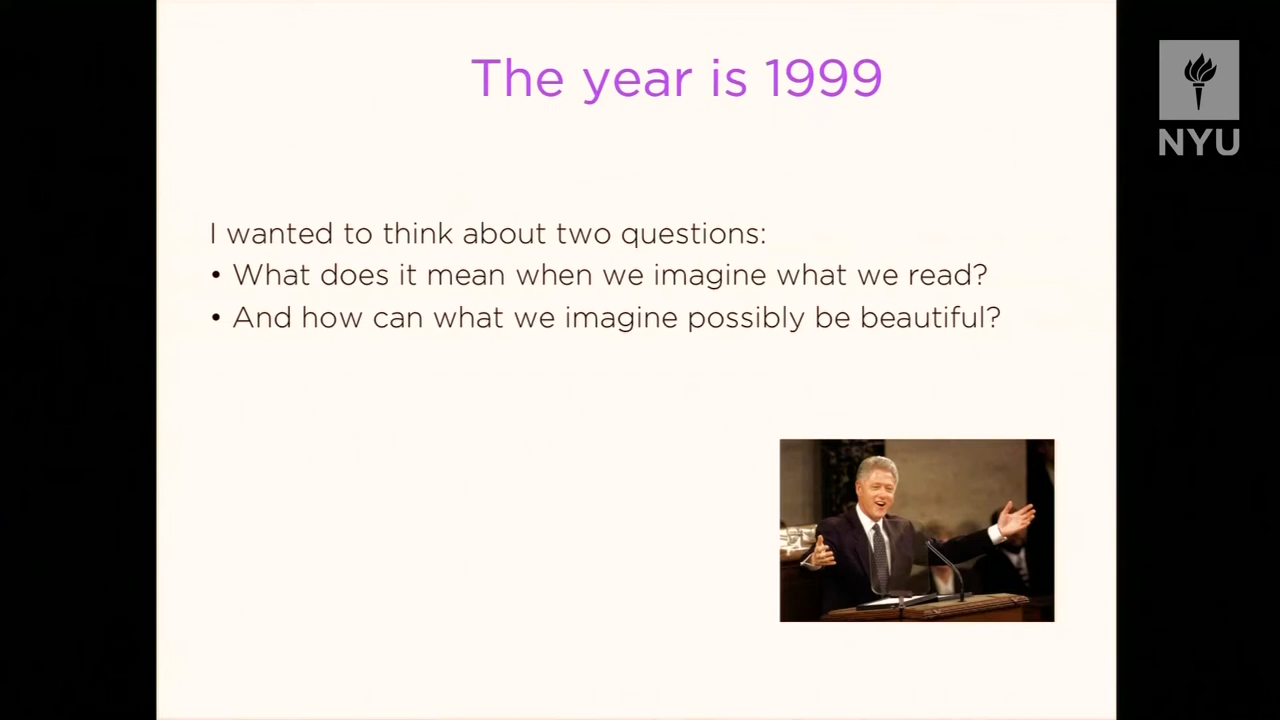 The year is 1999
NYU
I wanted to think about two questions:
• What does it mean when we imagine what we read?
• And how can what we imagine possibly be beautiful?